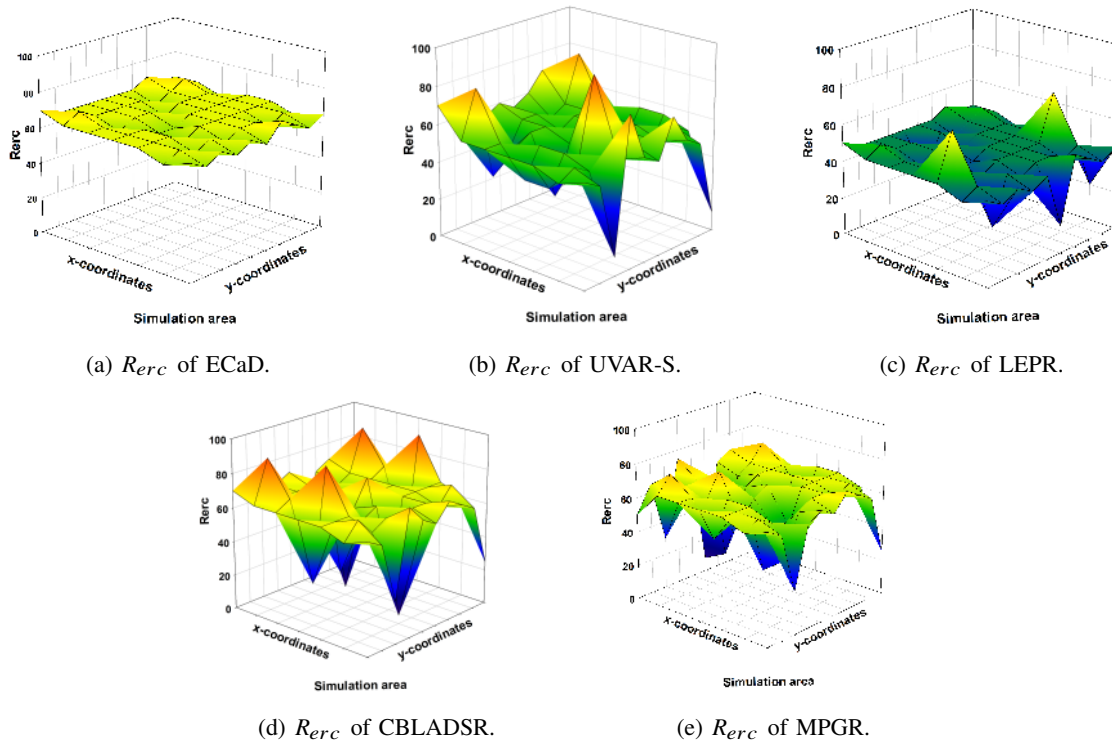 100
80
60
40
20
0
Rerc
x-coordinates
y-coordinates
Simulation area
(a) Rerc of ECaD.
100
80
60
40
20
0
Rerc
x-coordinates
y-coordinates
Simulation area
(b) Rerc of UVAR-S.
100
80
60
40
20
0
Rerc
x-coordinates
y-coordinates
Simulation area
(c) Rerc of LEPR.
100
80
60
40
20
0
Rerc
x-coordinates
y-coordinates
Simulation area
(d) Rerc of CBLADSR.
100
80
60
40
20
0
Rerc
x-coordinates
y-coordinates
Simulation area
(e) Rerc of MPGR.